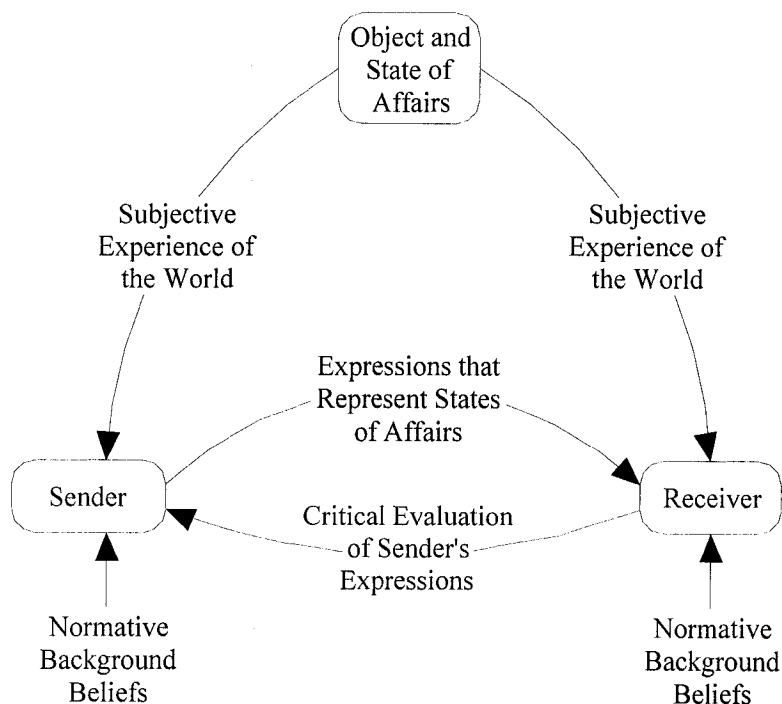 Object and
State of
Affairs
Subjective
Experience of
the World
Subjective
Experience of
the World
Expressions that
Represent States
of Affairs
Sender
Receiver
Critical Evaluation
of Sender's
Expressions
Normative
Background
Beliefs
Normative
Background
Beliefs